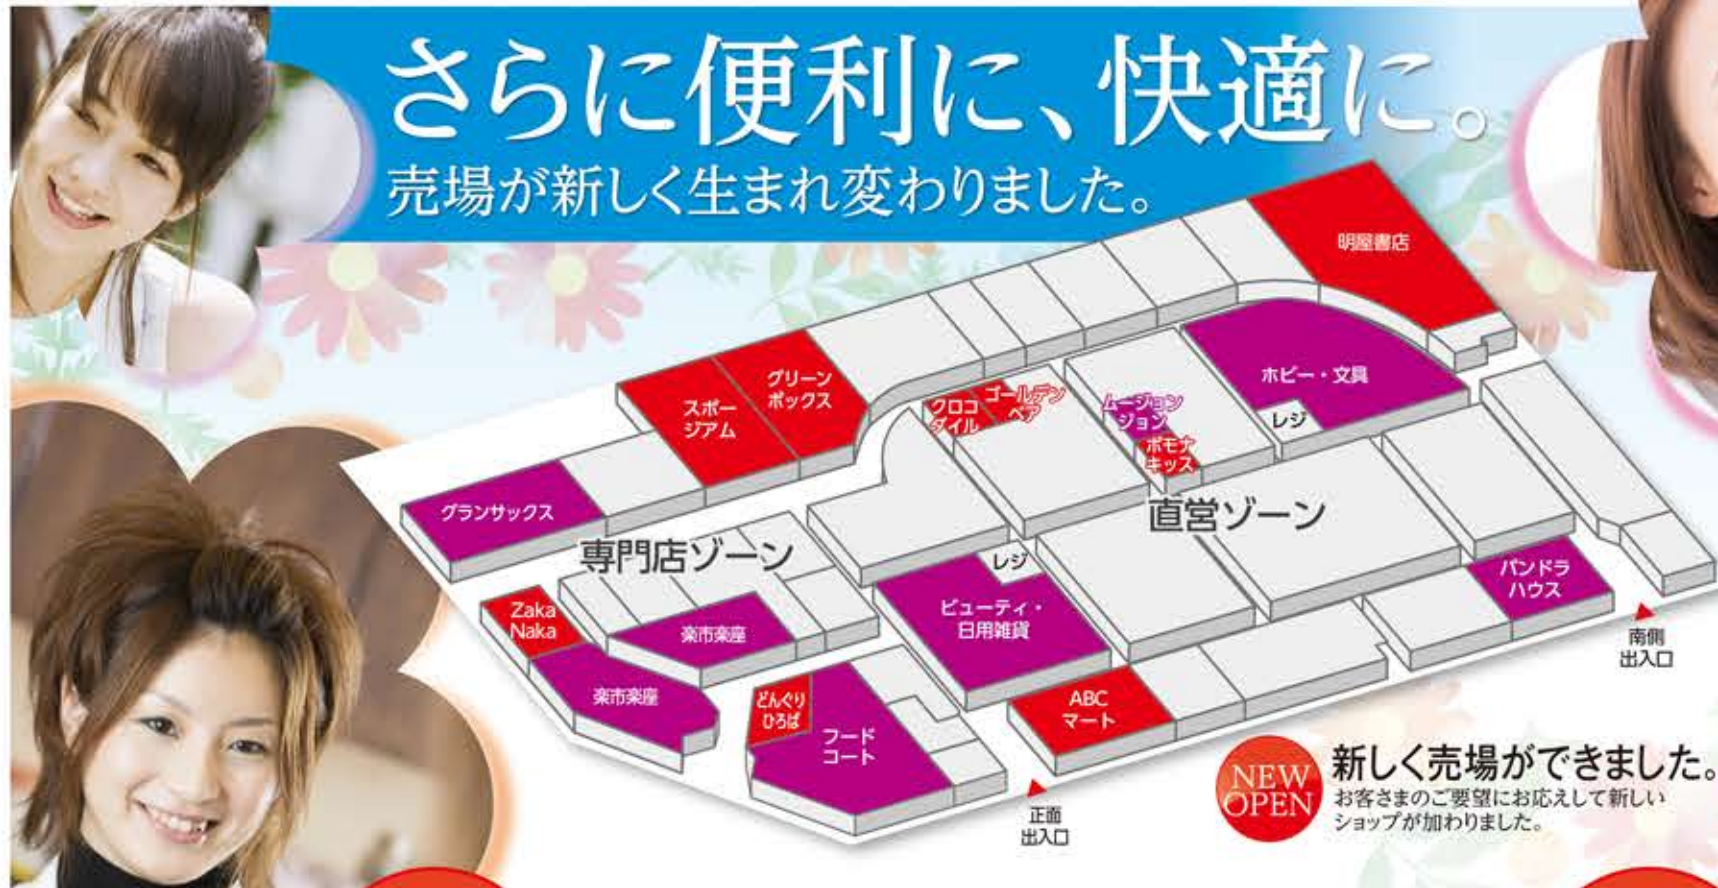 さらに便利に、快適に。
売場が新しく生まれ変わりました。
明屋書店
ホビー・文具
レジ
グリーン
ボックス
スポー
ジアム
クロコ
ダイル
ゴールデン
ベア
ムージョン
ジョン
ポモナ
キッス
グランサックス
専門店ゾーン
直営ゾーン
レジ
パンドラ
ハウス
Zaka
Naka
楽市楽座
ビューティ・
日用雑貨
楽市楽座
どんぐり
ひろば
フード
コート
ABC
マート
南側
出入口
正面
出入口
NEW
OPEN
新しく売場ができました。
お客さまのご要望にお応えして新しい
ショップが加わりました。